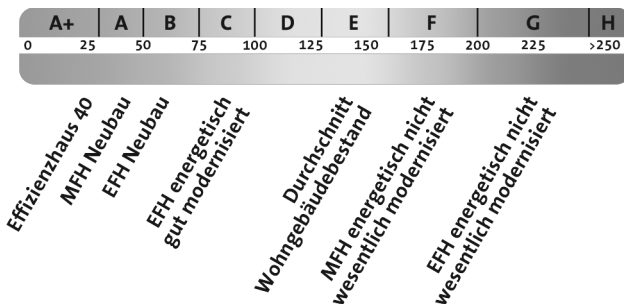 A+ A B C D E F G H
0 25 50 75 100 125 150 175 200 225 >250
Effizienzhaus 40
MFH Neubau
EFH Neubau
EFH energetisch
gut modernisiert
Durchschnitt
Wohngebäudebestand
MFH energetisch nicht
wesentlich modernisiert
EFH energetisch nicht
wesentlich modernisiert